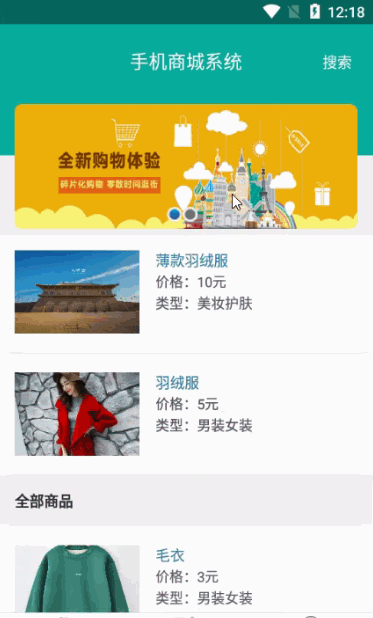 12:18
手机商城系统
搜索
全新购物体验
碎片化购物 零散时间逛街
薄款羽绒服
价格：10元
类型：美妆护肤
羽绒服
价格：5元
类型：男装女装
全部商品
毛衣
价格：3元
类型：男装女装